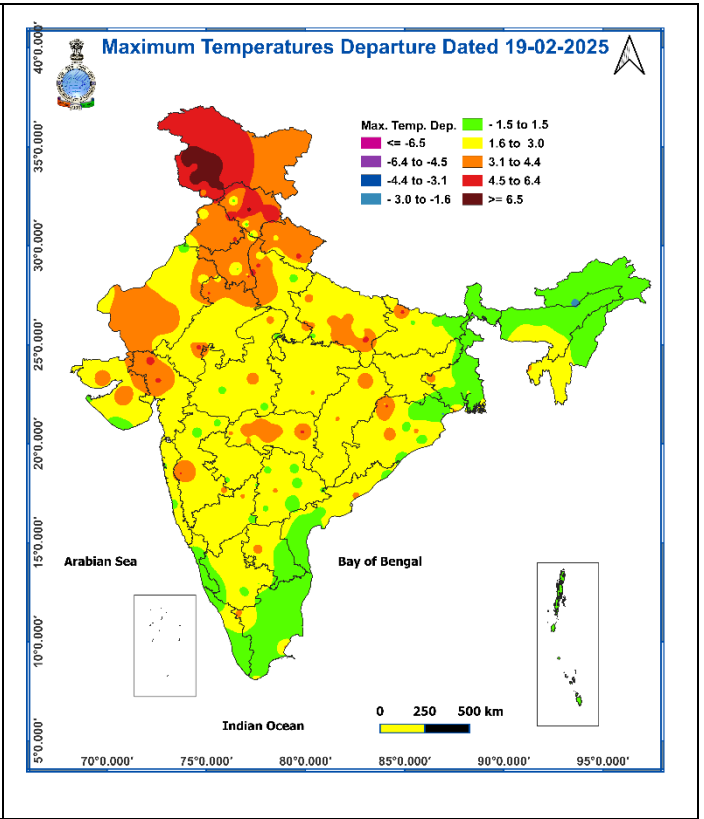 Maximum Temperatures Departure Dated 19-02-2025
Max. Temp. Dep.
<= -6.5
-6.4 to -4.5
-4.4 to -3.1
- 3.0 to -1.6
- 1.5 to 1.5
1.6 to 3.0
3.1 to 4.4
4.5 to 6.4
>= 6.5
40°0.000'
35°0.000'
30°0.000'
25°0.000'
20°0.000'
15°0.000'
10°0.000'
5°0.000'
Arabian Sea
Bay of Bengal
Indian Ocean
0 250 500 km
70°0.000' 75°0.000' 80°0.000' 85°0.000' 90°0.000' 95°0.000'